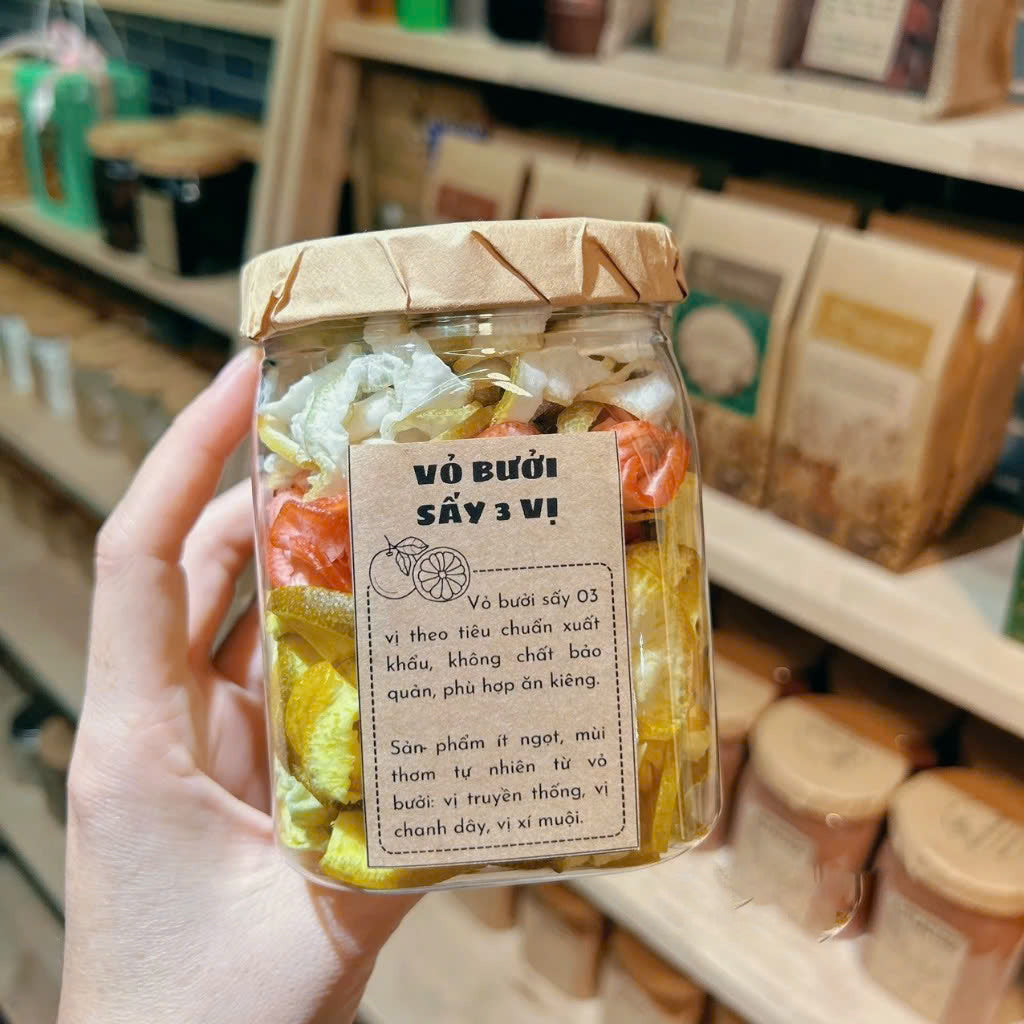 VỎ BƯỞI
SẤY 3 VỊ
Vỏ bưởi sấy 03
vị theo tiêu chuẩn xuất
khẩu, không chất bảo
quản, phù hợp ăn kiêng.
Sản phẩm ít ngọt, mùi
thơm tự nhiên từ vỏ
bưởi: vị truyền thống, vị
chanh dây, vị xí muội.